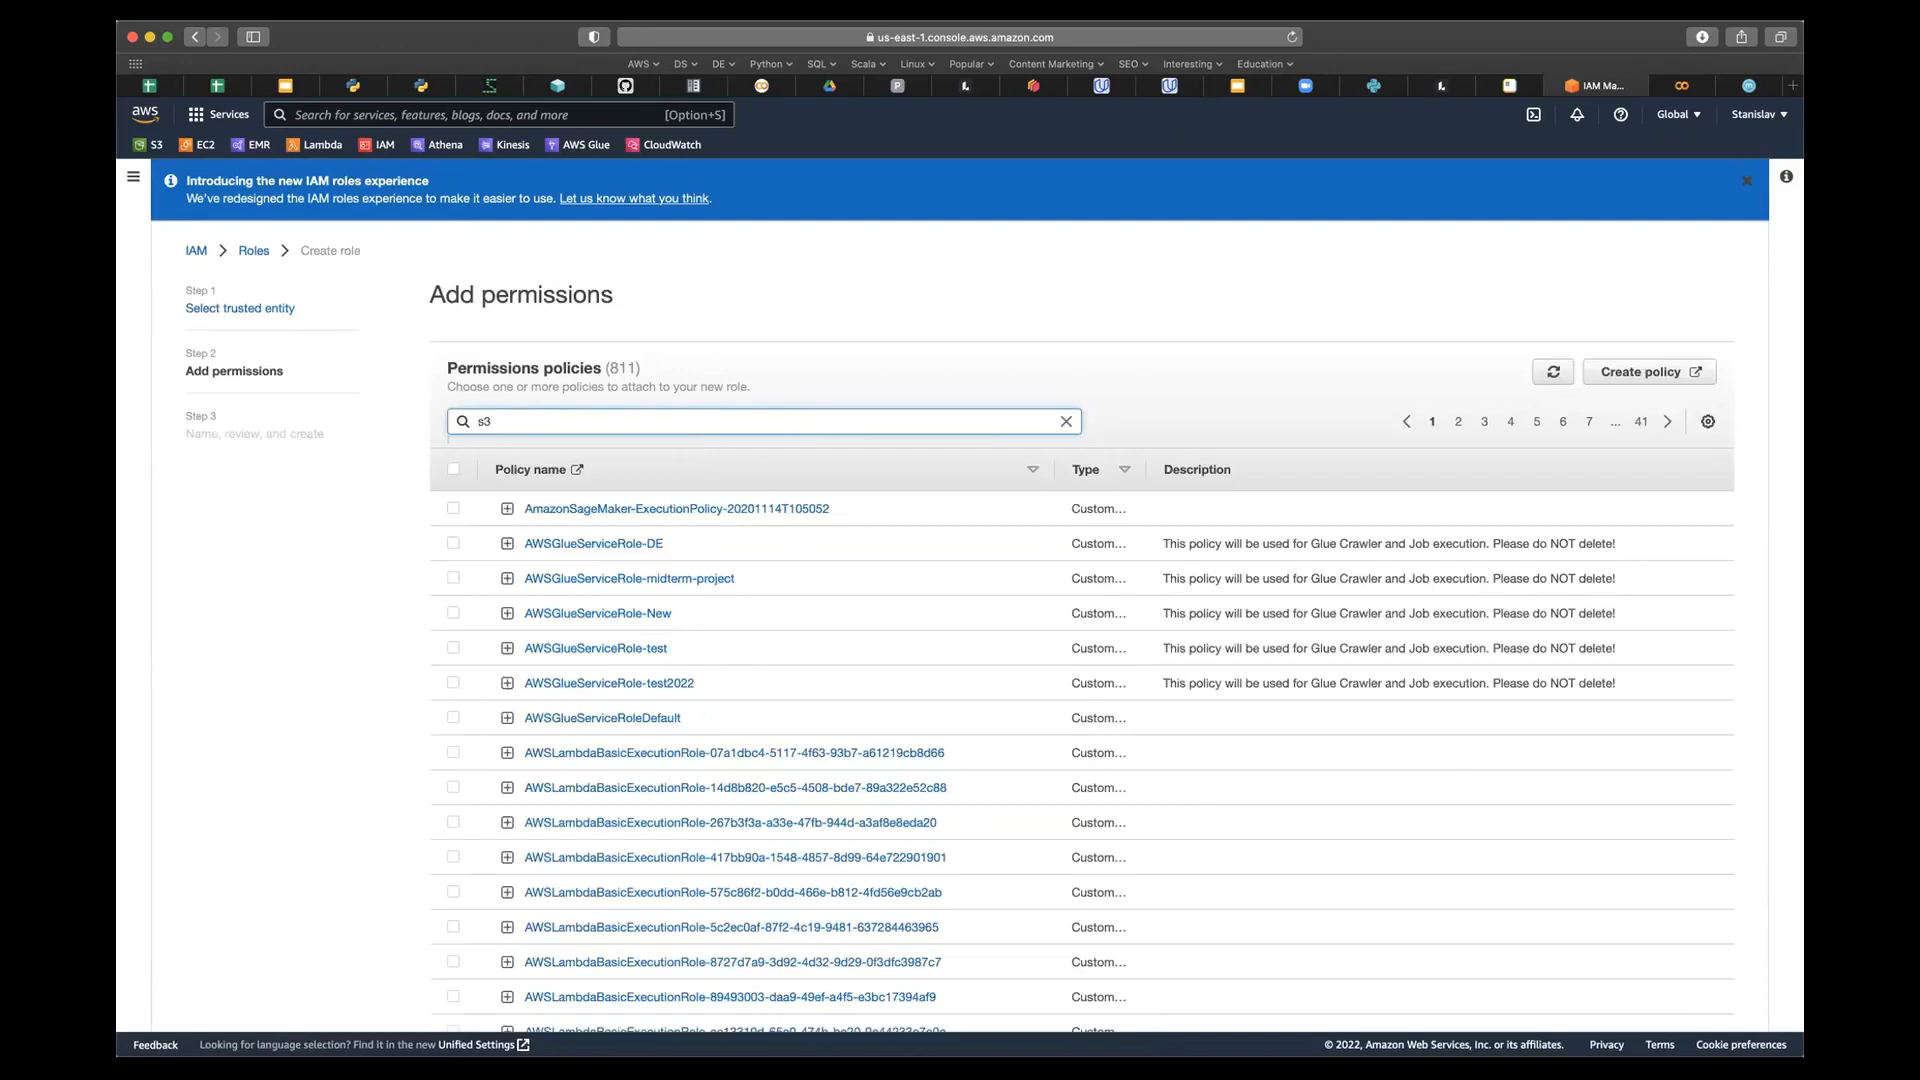 us-east-1.console.aws.amazon.com
AWS DS DE Python SQL Scala Linux Popular Content Marketing SEO Interesting Education
IAM Ma...
aws Services Search for services, features, blogs, docs, and more [Option+S] Global Stanislav
S3 EC2 EMR Lambda IAM Athena Kinesis AWS Glue CloudWatch
Introducing the new IAM roles experience
We've redesigned the IAM roles experience to make it easier to use. Let us know what you think.
IAM Roles Create role
Step 1
Select trusted entity
Step 2
Add permissions
Step 3
Name, review, and create
Add permissions
Permissions policies (811)
Choose one or more policies to attach to your new role.
Create policy
s3
1 2 3 4 5 6 7 ... 41
Policy name Type Description
AmazonSageMaker-ExecutionPolicy-20201114T105052 Custom...
AWSGlueServiceRole-DE Custom... This policy will be used for Glue Crawler and Job execution. Please do NOT delete!
AWSGlueServiceRole-midterm-project Custom... This policy will be used for Glue Crawler and Job execution. Please do NOT delete!
AWSGlueServiceRole-New Custom... This policy will be used for Glue Crawler and Job execution. Please do NOT delete!
AWSGlueServiceRole-test Custom... This policy will be used for Glue Crawler and Job execution. Please do NOT delete!
AWSGlueServiceRole-test2022 Custom... This policy will be used for Glue Crawler and Job execution. Please do NOT delete!
AWSGlueServiceRoleDefault Custom...
AWSLambdaBasicExecutionRole-07a1dbc4-5117-4f63-93b7-a61219cb8d66 Custom...
AWSLambdaBasicExecutionRole-14d8b820-e5c5-4508-bde7-89a322e52c88 Custom...
AWSLambdaBasicExecutionRole-267b3f3a-a33e-47fb-944d-a3af8e8eda20 Custom...
AWSLambdaBasicExecutionRole-417bb90a-1548-4857-8d99-64e722901901 Custom...
AWSLambdaBasicExecutionRole-575c86f2-b0dd-466e-b812-4fd56e9cb2ab Custom...
AWSLambdaBasicExecutionRole-5c2ec0af-87f2-4c19-9481-637284463965 Custom...
AWSLambdaBasicExecutionRole-8727d7a9-3d92-4d32-9d29-0f3dfc3987c7 Custom...
AWSLambdaBasicExecutionRole-89493003-daa9-49ef-a4f5-e3bc17394af9 Custom...
Feedback Looking for language selection? Find it in the new Unified Settings © 2022, Amazon Web Services, Inc. or its affiliates. Privacy Terms Cookie preferences